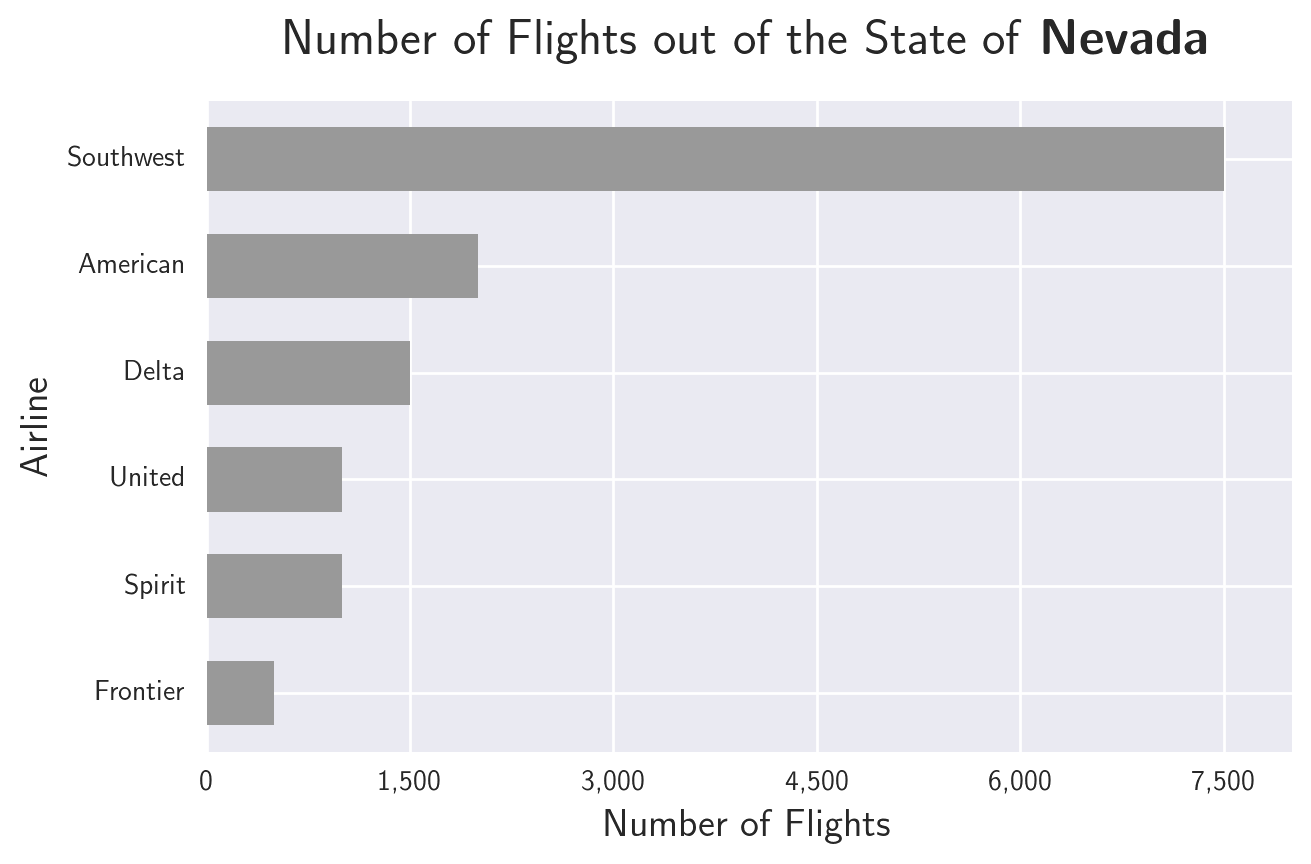 Number of Flights out of the State of Nevada
Southwest
American
Delta
United
Spirit
Frontier
Airline
0 1,500 3,000 4,500 6,000 7,500
Number of Flights